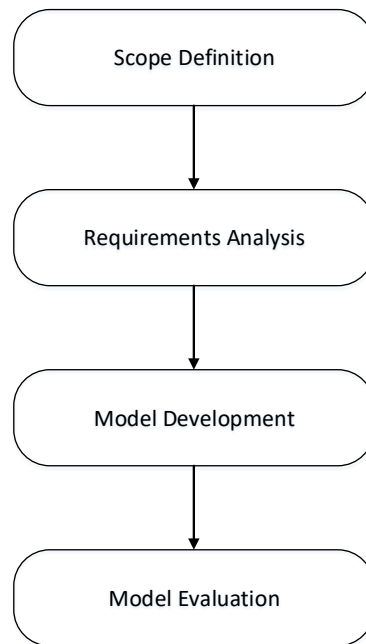 Scope Definition
Requirements Analysis
Model Development
Model Evaluation